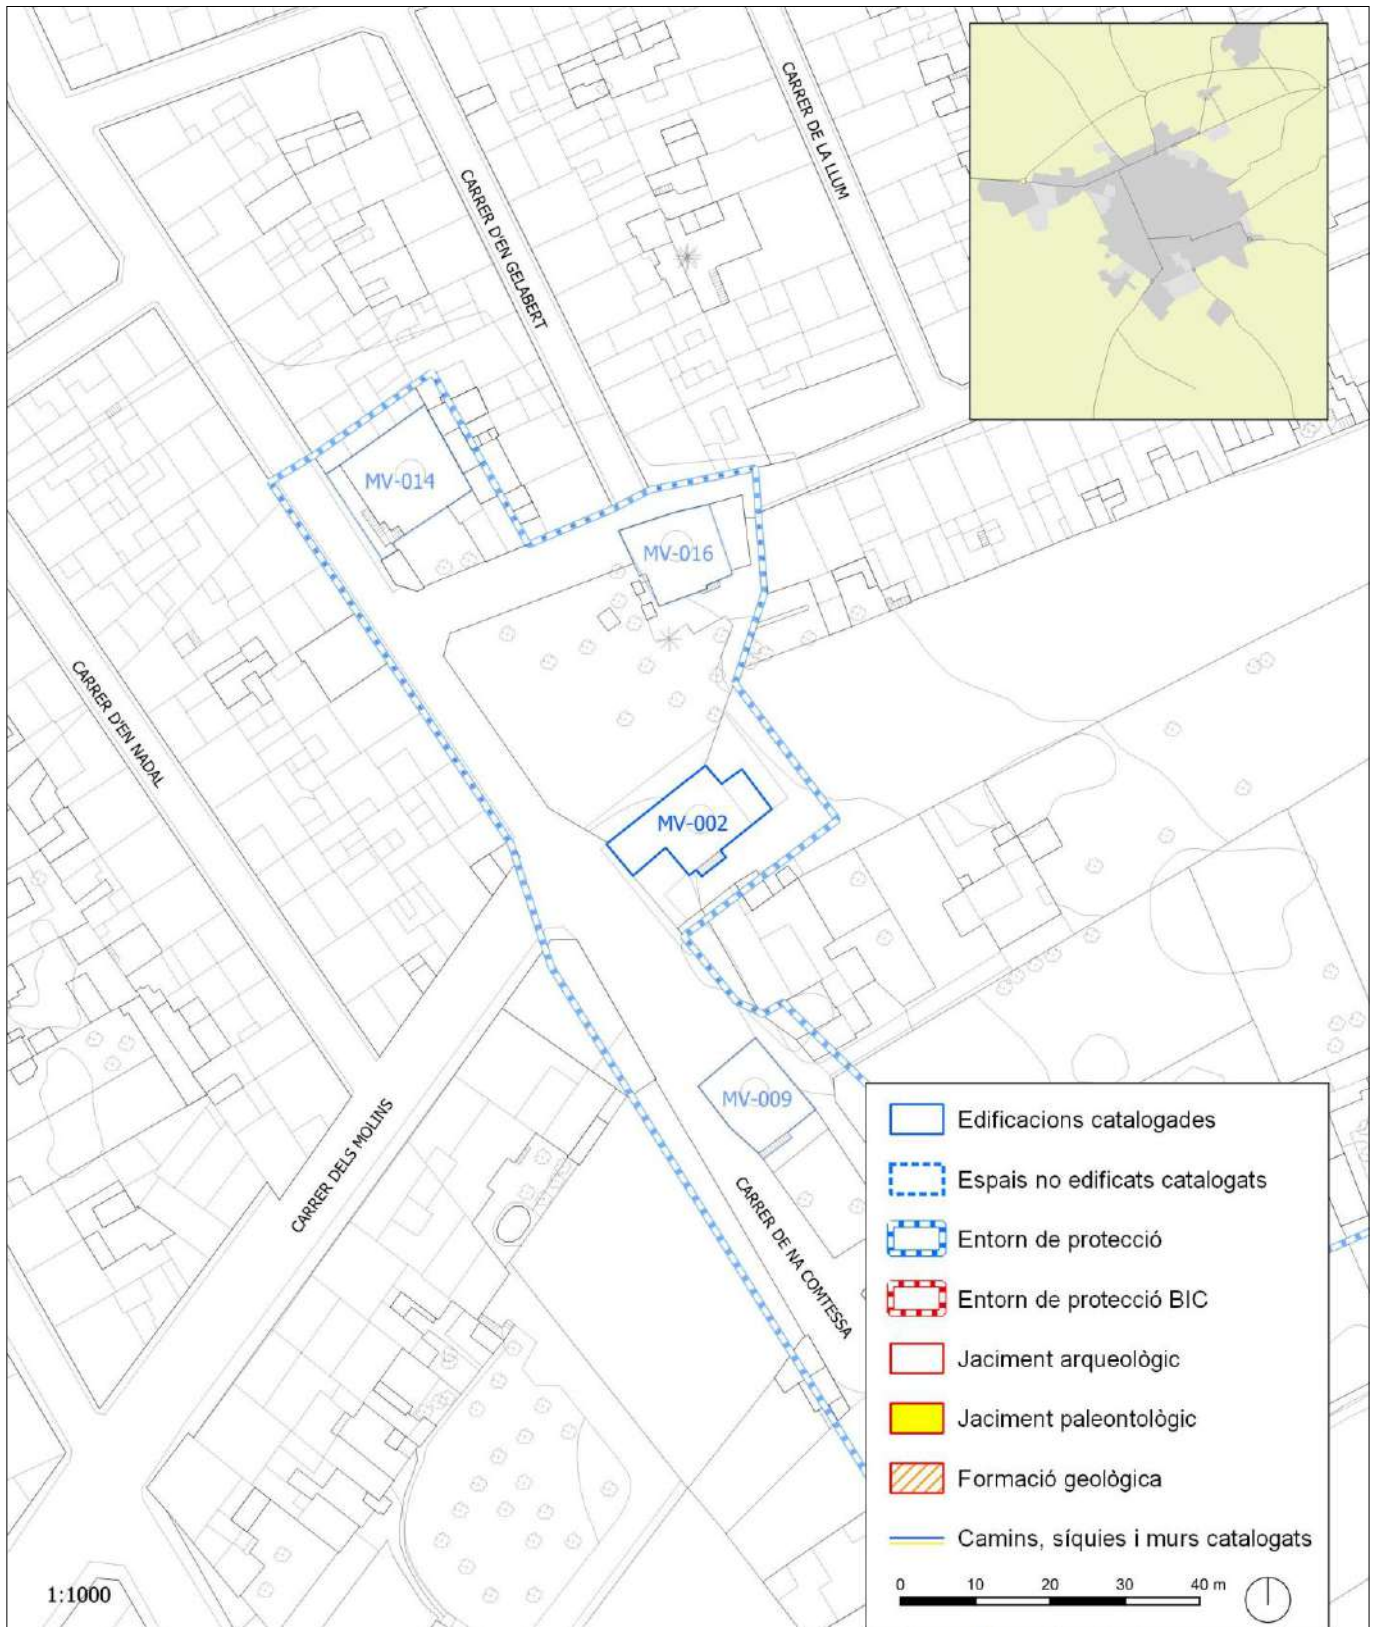 CARRER DE LA LLUM
CARRER D'EN GELABERT
MV-014
MV-016
CARRER D'EN NADAL
MV-002
MV-009
CARRER DELS MOLINS
CARRER DE NA COMTESSA
Edificacions catalogades
Espais no edificats catalogats
Entorn de protecció
Entorn de protecció BIC
Jaciment arqueològic
Jaciment paleontològic
Formació geològica
Camins, síquies i murs catalogats
0 10 20 30 40 m
1:1000